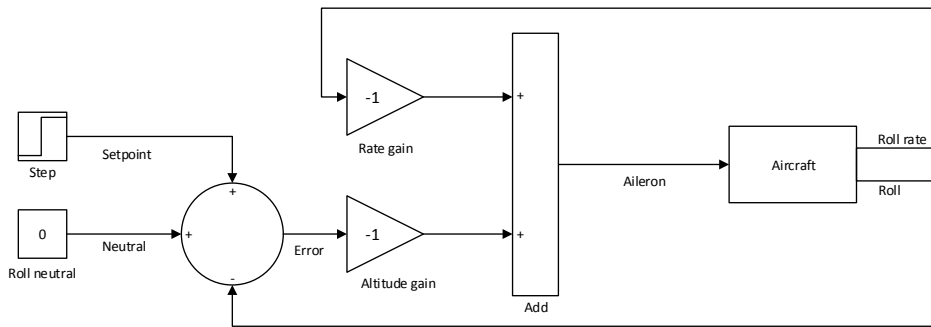 -1
+
Rate gain
Roll rate
Aircraft
Setpoint
Step
Aileron
Roll
+
0
+
Neutral
Error
-1
+
Roll neutral
-
Altitude gain
Add